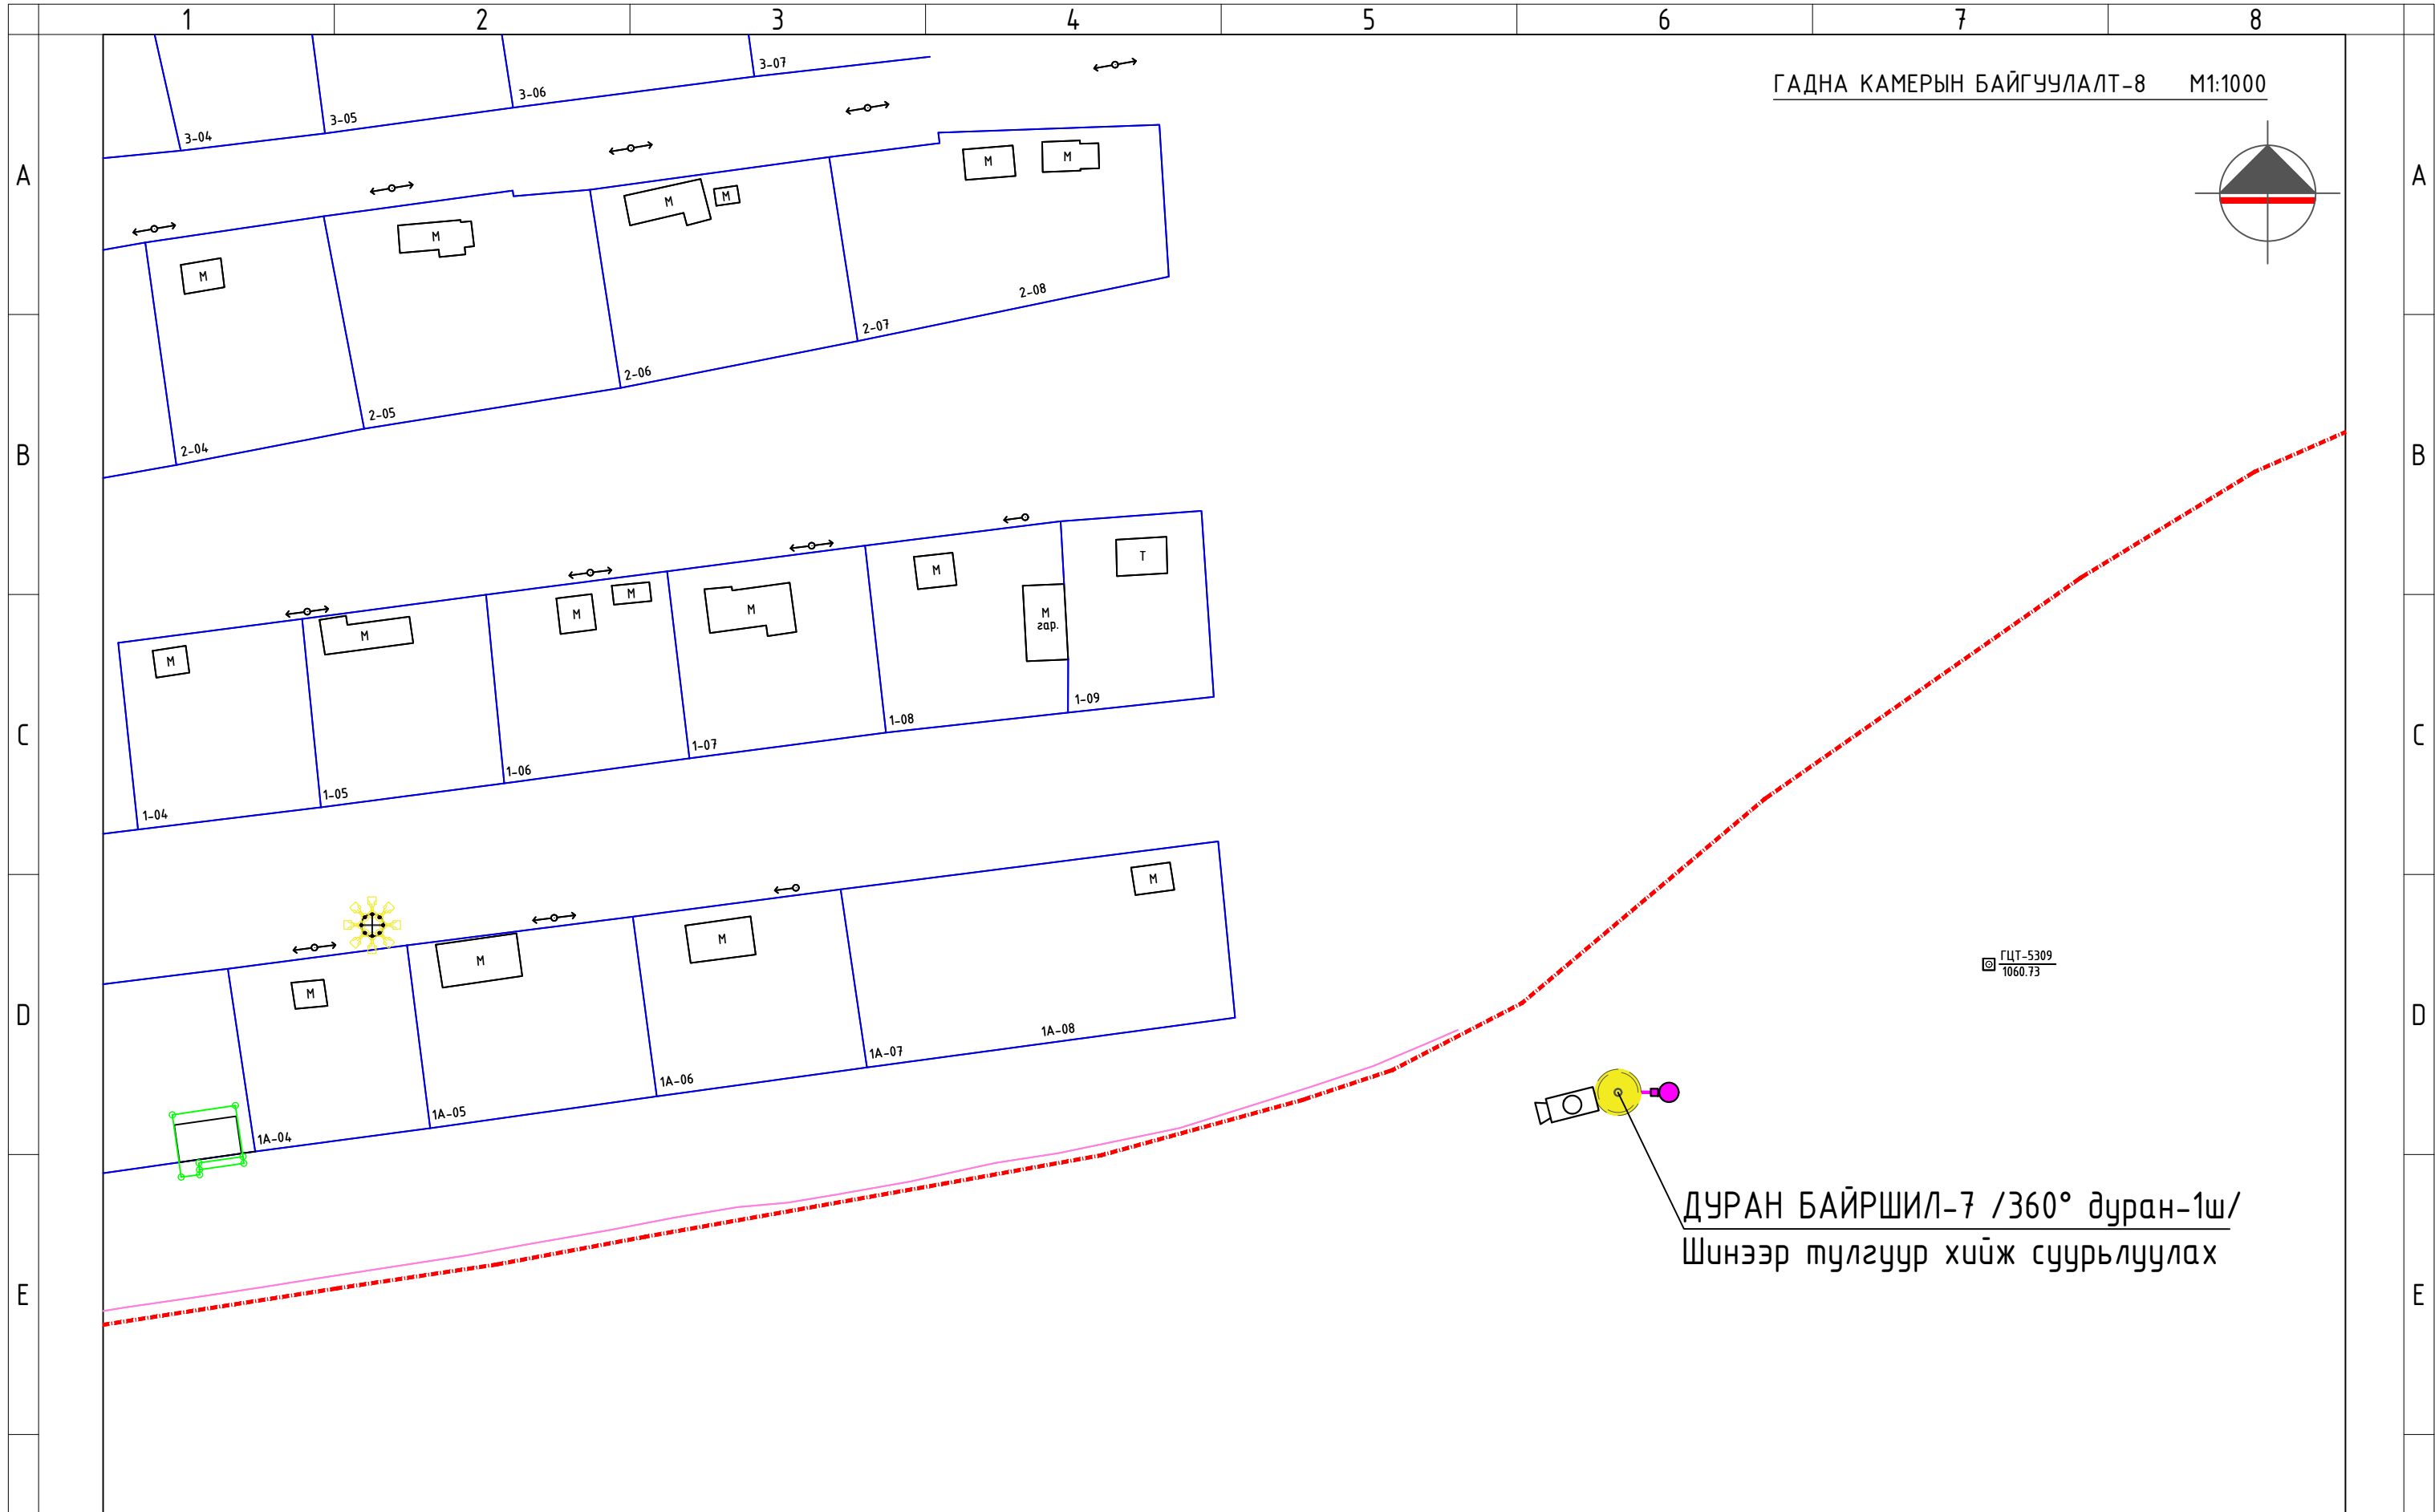 1 2 3 4 5 6 7 8
ГАДНА КАМЕРЫН БАЙГУУЛАЛТ-8 М1:1000
3-07
3-06
3-05
3-04
A A
М М
М М
М
М
2-08
2-07
2-06
2-05
2-04
B B
Т
М
М
М
М
М
гар.
М
М
1-09
1-08
1-07
1-06
1-05
1-04
C C
М
М
М
М
ГЦТ-5309
1060.73
D D
1А-08
1А-07
1А-06
1А-05
1А-04
ДУРАН БАЙРШИЛ-7 /360° дуран-1ш/
Шинээр тулгуур хийж суурьлуулах
E E